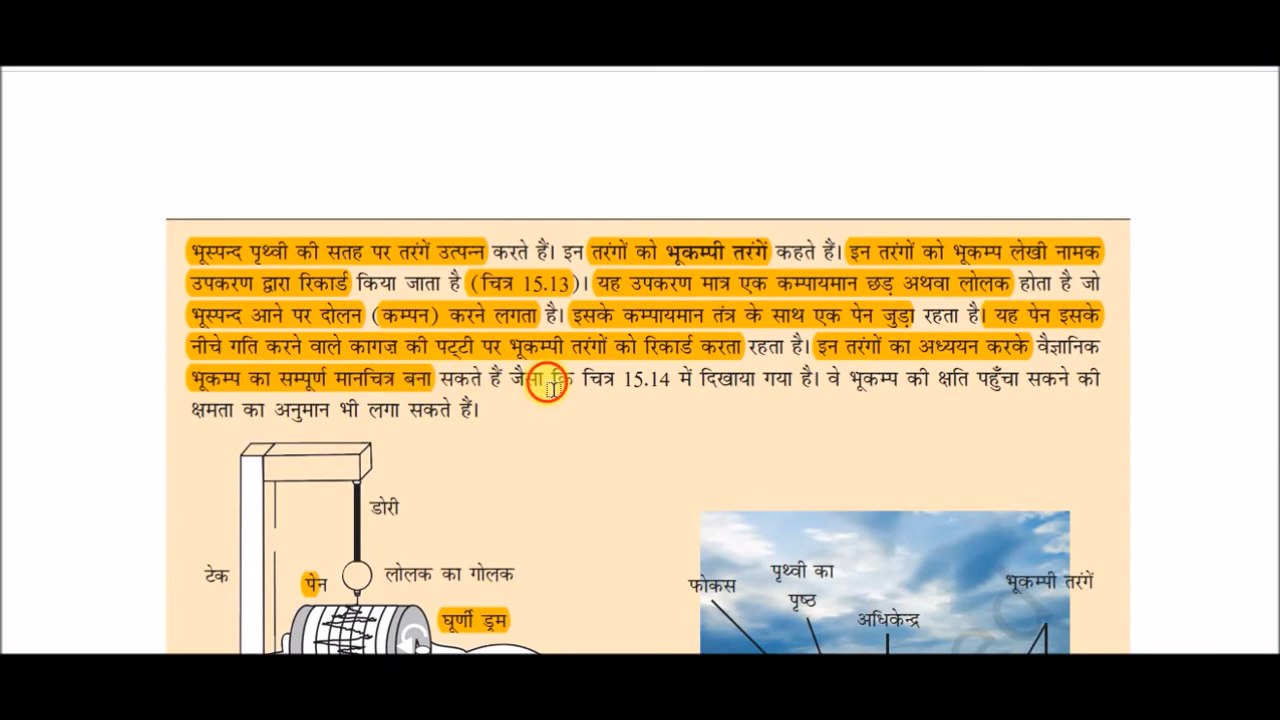 भूस्पन्द पृथ्वी की सतह पर तरंगें उत्पन्न करते हैं। इन तरंगों को भूकम्पी तरंगें कहते हैं। इन तरंगों को भूकम्प लेखी नामक
उपकरण द्वारा रिकार्ड किया जाता है (चित्र 15.13)। यह उपकरण मात्र एक कम्पायमान छड़ अथवा लोलक होता है जो
भूस्पन्द आने पर दोलन (कम्पन) करने लगता है। इसके कम्पायमान तंत्र के साथ एक पेन जुड़ा रहता है। यह पेन इसके
नीचे गति करने वाले कागज़ की पट्टी पर भूकम्पी तरंगों को रिकार्ड करता रहता है। इन तरंगों का अध्ययन करके वैज्ञानिक
भूकम्प का सम्पूर्ण मानचित्र बना सकते हैं जैसा कि चित्र 15.14 में दिखाया गया है। वे भूकम्प की क्षति पहुँचा सकने की
क्षमता का अनुमान भी लगा सकते हैं।
डोरी
टेक
पेन
लोलक का गोलक
घूर्णी ड्रम
फोकस
पृथ्वी का
पृष्ठ
अधिकेन्द्र
भूकम्पी तरंगें